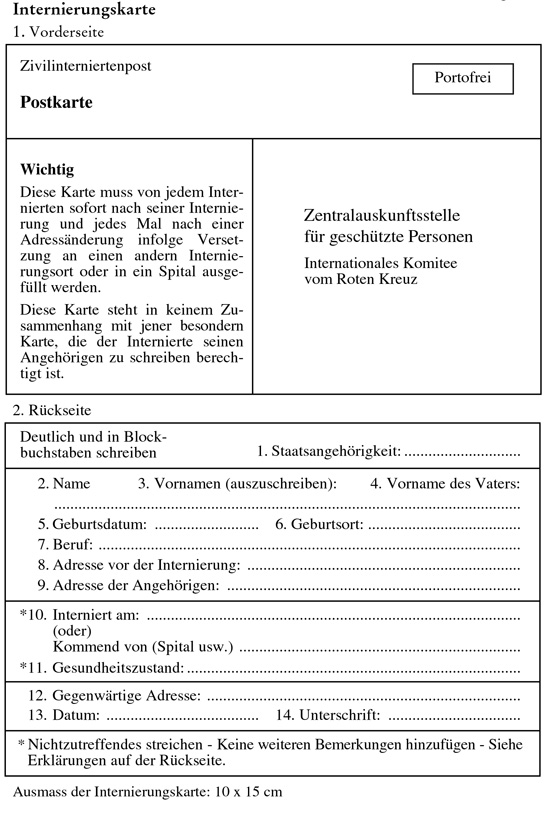 Internierungskarte
1. Vorderseite
Zivilinterniertenpost
Portofrei
Postkarte
Wichtig
Diese Karte muss von jedem Inter-
nierten sofort nach seiner Internie-
rung und jedes Mal nach einer
Adressänderung infolge Verset-
zung an einen andern Internie-
rungsort oder in ein Spital ausge-
füllt werden.
Diese Karte steht in keinem Zu-
sammenhang mit jener besondern
Karte, die der Internierte seinen
Angehörigen zu schreiben berech-
tigt ist.
Zentralauskunftsstelle
für geschützte Personen
Internationales Komitee
vom Roten Kreuz
2. Rückseite
Deutlich und in Block-
buchstaben schreiben
1. Staatsangehörigkeit: ..............................
2. Name 3. Vornamen (auszuschreiben): 4. Vorname des Vaters:
........................................................................................................................
5. Geburtsdatum: ........................... 6. Geburtsort: .......................................
7. Beruf: .............................................................................................................
8. Adresse vor der Internierung: ......................................................................
9. Adresse der Angehörigen: ...........................................................................
*10. Interniert am: ................................................................................................
(oder)
Kommend von (Spital usw.) ........................................................................
*11. Gesundheitszustand: .....................................................................................
12. Gegenwärtige Adresse: .................................................................................
13. Datum: ....................................... 14. Unterschrift: ..................................
* Nichtzutreffendes streichen - Keine weiteren Bemerkungen hinzufügen - Siehe
Erklärungen auf der Rückseite.
Ausmass der Internierungskarte: 10 x 15 cm